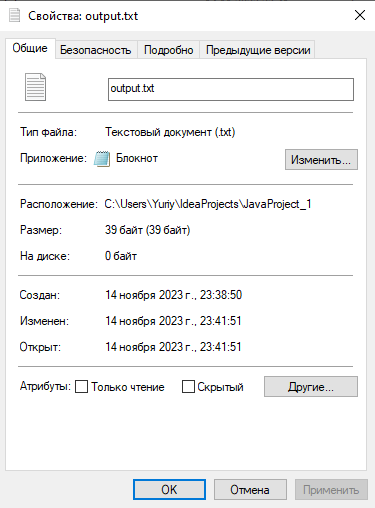 Свойства: output.txt
Общие Безопасность Подробно Предыдущие версии
output.txt
Тип файла: Текстовый документ (.txt)
Приложение: Блокнот Изменить...
Расположение: C:\Users\Yuriy\IdeaProjects\JavaProject_1
Размер: 39 байт (39 байт)
На диске: 0 байт
Создан: 14 ноября 2023 г., 23:38:50
Изменен: 14 ноября 2023 г., 23:41:51
Открыт: 14 ноября 2023 г., 23:41:51
Атрибуты: Только чтение Скрытый Другие...
OK Отмена Применить